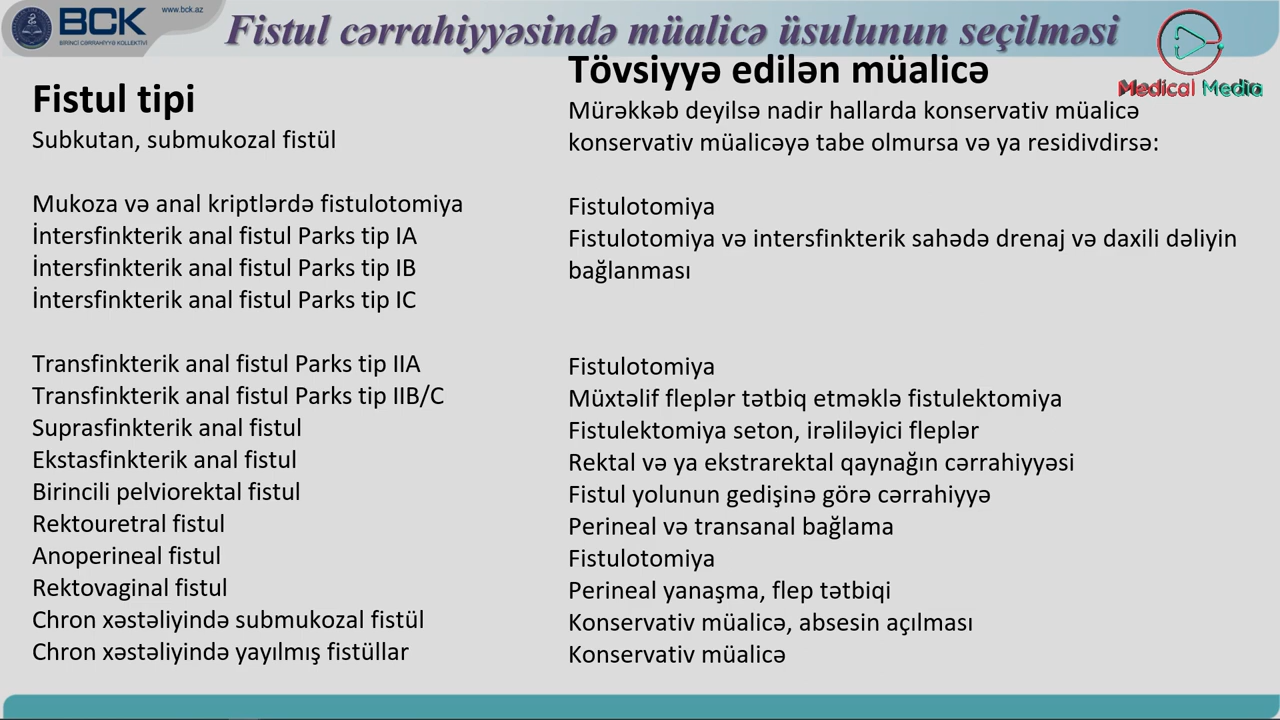 BCK
BİRİNCİ CƏRRAHİYYƏ KOLLEKTİVİ
www.bck.az
Fistul cərrahiyyəsində müalicə üsulunun seçilməsi
Medical Media
Fistul tipi
Subkutan, submukozal fistül
Mukoza və anal kriptlərdə fistulotomiya
İntersfinkterik anal fistul Parks tip IA
İntersfinkterik anal fistul Parks tip IB
İntersfinkterik anal fistul Parks tip IC
Transfinkterik anal fistul Parks tip IIA
Transfinkterik anal fistul Parks tip IIB/C
Suprasfinkterik anal fistul
Ekstasfinkterik anal fistul
Birincili pelviorektal fistul
Rektouretral fistul
Anoperineal fistul
Rektovaginal fistul
Chron xəstəliyində submukozal fistül
Chron xəstəliyində yayılmış fistüllar
Tövsiyyə edilən müalicə
Mürəkkəb deyilsə nadir hallarda konservativ müalicə
konservativ müalicəyə tabe olmursa və ya residivdirsə:
Fistulotomiya
Fistulotomiya və intersfinkterik sahədə drenaj və daxili dəliyin
bağlanması
Fistulotomiya
Müxtəlif fleplər tətbiq etməklə fistulektomiya
Fistulektomiya seton, irəliləyici fleplər
Rektal və ya ekstrarektal qaynağın cərrahiyyəsi
Fistul yolunun gedişinə görə cərrahiyyə
Perineal və transanal bağlama
Fistulotomiya
Perineal yanaşma, flep tətbiqi
Konservativ müalicə, absesin açılması
Konservativ müalicə